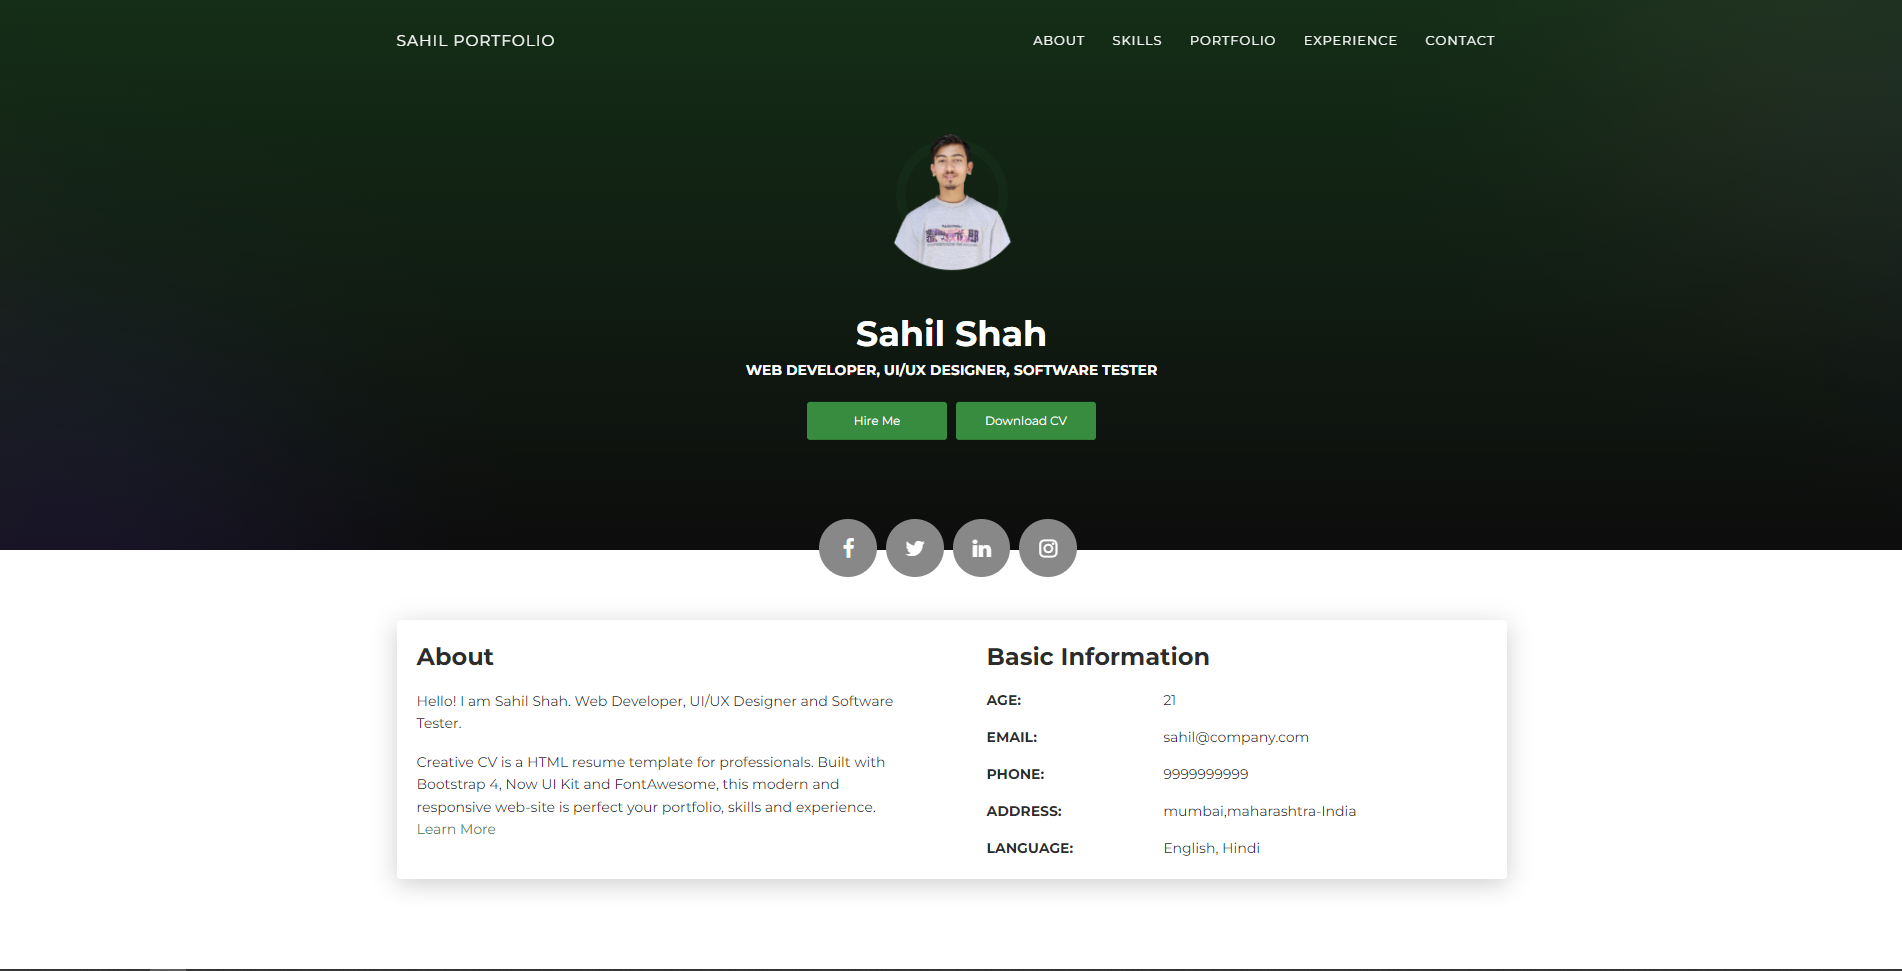 SAHIL PORTFOLIO
ABOUT SKILLS PORTFOLIO EXPERIENCE CONTACT
Sahil Shah
WEB DEVELOPER, UI/UX DESIGNER, SOFTWARE TESTER
Hire Me
Download CV
About
Hello! I am Sahil Shah. Web Developer, UI/UX Designer and Software
Tester.
Creative CV is a HTML resume template for professionals. Built with
Bootstrap 4, Now UI Kit and FontAwesome, this modern and
responsive web-site is perfect your portfolio, skills and experience.
Learn More
Basic Information
AGE: 21
EMAIL: sahil@company.com
PHONE: 9999999999
ADDRESS: mumbai,maharashtra-India
LANGUAGE: English, Hindi